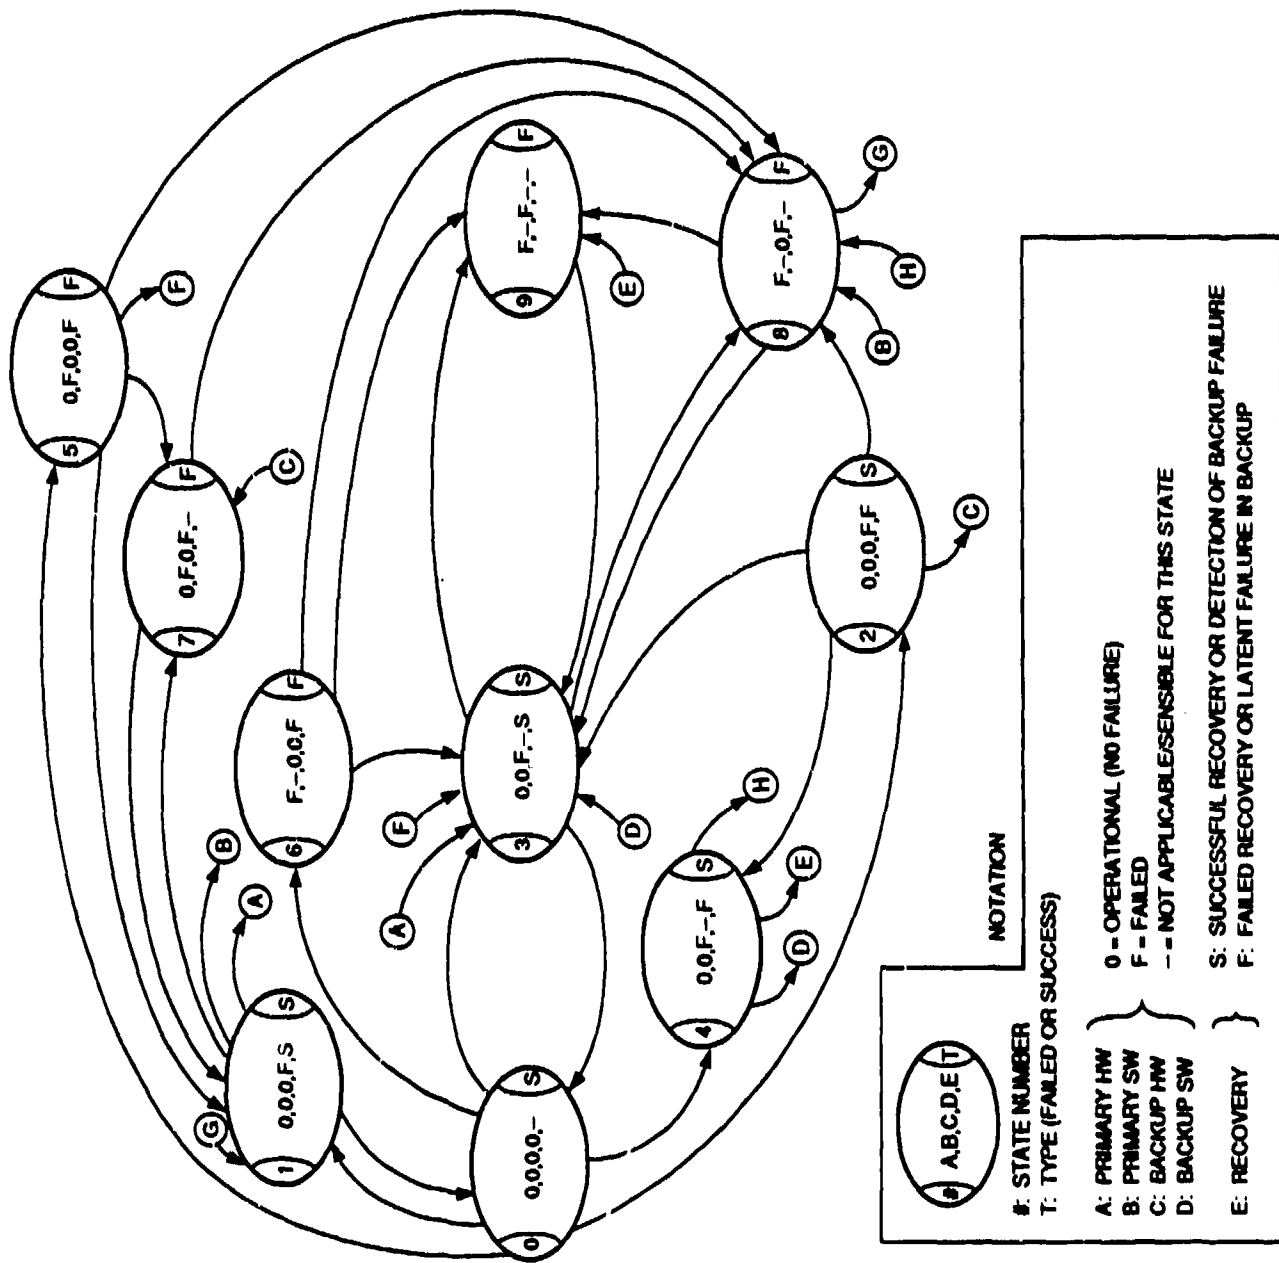 5 0,F,0,0,F F
F
7 0,F,0,F,– F
C
6 F,–,0,0,F F
B
A
G
1 0,0,0,F,S S
9 F,–,F,–,– F
E
F
A
3 0,0,F,–,S S
D
0 0,0,0,0,– S
8 F,–,0,F,– F
G
H
B
2 0,0,0,F,F S
C
4 0,0,F,–,F S
H
E
D
NOTATION
# A,B,C,D,E T
#: STATE NUMBER
T: TYPE (FAILED OR SUCCESS)
A: PRIMARY HW
B: PRIMARY SW
C: BACKUP HW
D: BACKUP SW
0 = OPERATIONAL (NO FAILURE)
F = FAILED
– = NOT APPLICABLE/SENSIBLE FOR THIS STATE
E: RECOVERY
S: SUCCESSFUL RECOVERY OR DETECTION OF BACKUP FAILURE
F: FAILED RECOVERY OR LATENT FAILURE IN BACKUP